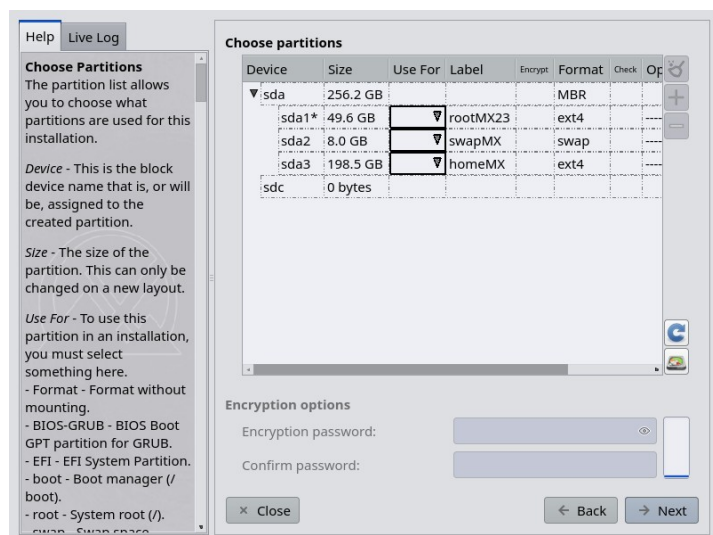 Help Live Log
Choose Partitions
The partition list allows
you to choose what
partitions are used for this
installation.
Device - This is the block
device name that is, or will
be, assigned to the
created partition.
Size - The size of the
partition. This can only be
changed on a new layout.
Use For - To use this
partition in an installation,
you must select
something here.
- Format - Format without
mounting.
- BIOS-GRUB - BIOS Boot
GPT partition for GRUB.
- EFI - EFI System Partition.
- boot - Boot manager (/
boot).
- root - System root (/).
- swap - Swap space.
Choose partitions
Device Size Use For Label Encrypt Format Check Op
sda 256.2 GB MBR
sda1* 49.6 GB rootMX23 ext4 ----
sda2 8.0 GB swapMX swap ----
sda3 198.5 GB homeMX ext4 ----
sdc 0 bytes
Encryption options
Encryption password:
Confirm password:
Close
Back
Next